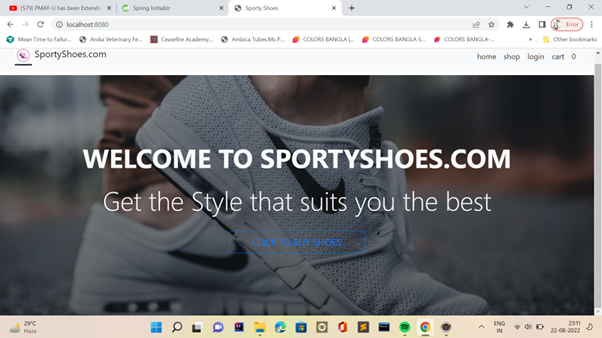 (579) PMAY-U has been Extende
Spring Initializr
Sporty Shoes
localhost:8080
Error
Mean Time to Failur...
Anika Veterinary Fe...
Ceasefire Academy...
Ambica Tubes,Ms P...
COLORS BANGLA |...
COLORS BANGLA S...
COLORS BANGLA-...
Other bookmarks
SportyShoes.com
home shop login cart 0
WELCOME TO SPORTYSHOES.COM
Get the Style that suits you the best
CLICK TO BUY SHOES
29°C
Haze
ENG
IN
23:11
22-08-2022